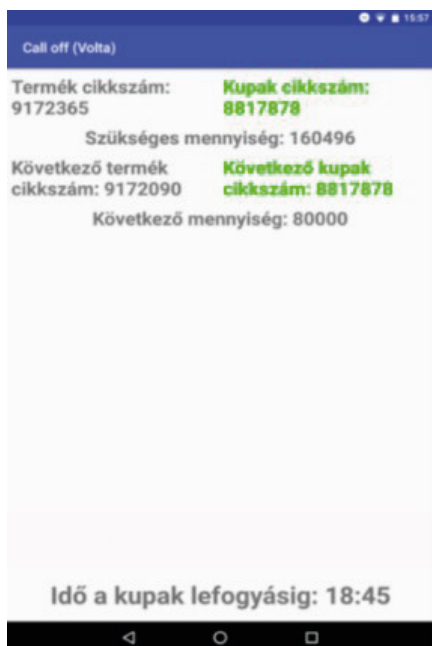 15:57
Call off (Volta)
Termék cikkszám: Kupak cikkszám:
9172365 8817878
Szükséges mennyiség: 160496
Következő termék Következő kupak
cikkszám: 9172090 cikkszám: 8817878
Következő mennyiség: 80000
Idő a kupak lefogyásig: 18:45